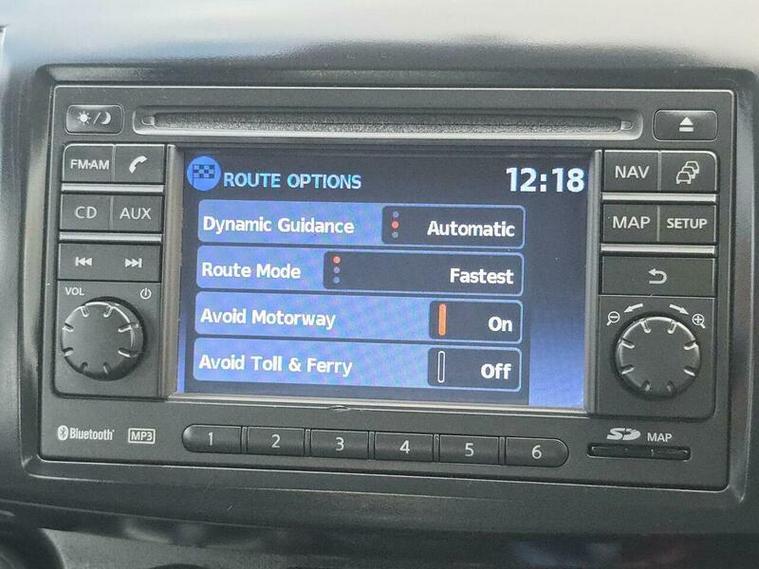 FM·AM
CD AUX
VOL
ROUTE OPTIONS 12:18
Dynamic Guidance Automatic
Route Mode Fastest
Avoid Motorway On
Avoid Toll & Ferry Off
NAV
MAP SETUP
Bluetooth® MP3
1 2 3 4 5 6
SD MAP